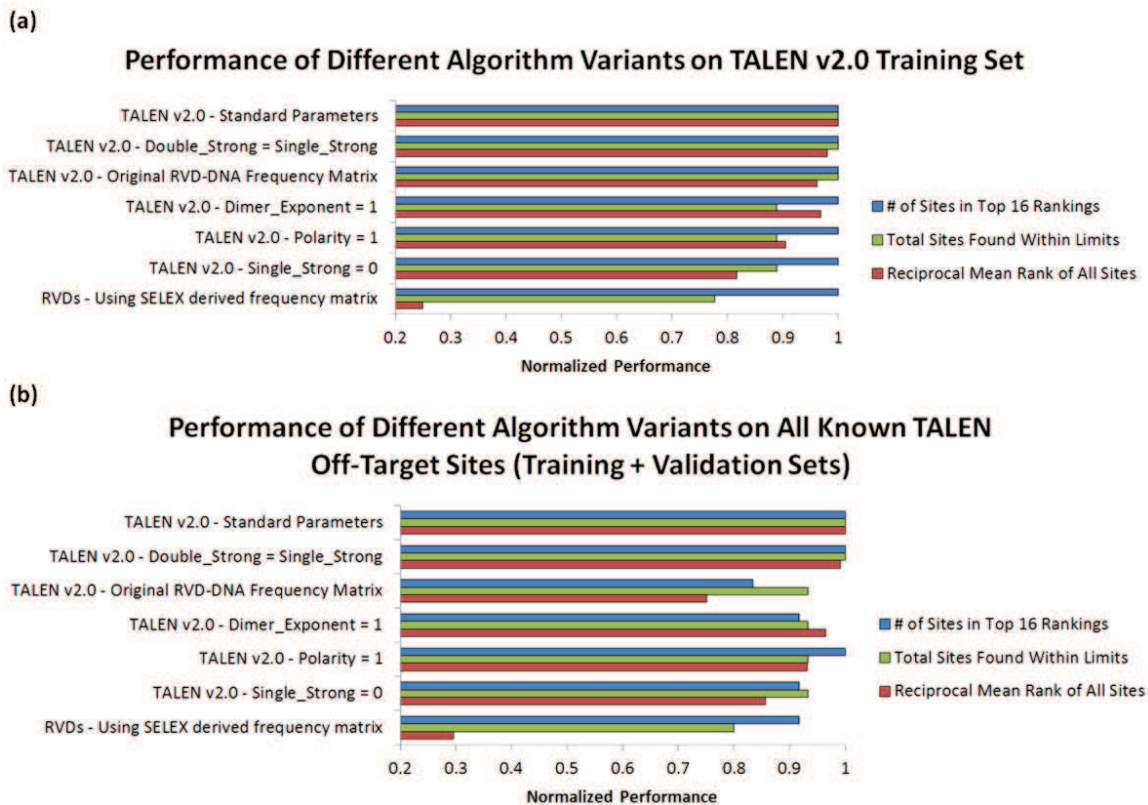 (a)
Performance of Different Algorithm Variants on TALEN v2.0 Training Set
TALEN v2.0 - Standard Parameters
TALEN v2.0 - Double_Strong = Single_Strong
TALEN v2.0 - Original RVD-DNA Frequency Matrix
TALEN v2.0 - Dimer_Exponent = 1
TALEN v2.0 - Polarity = 1
TALEN v2.0 - Single_Strong = 0
RVDs - Using SELEX derived frequency matrix
# of Sites in Top 16 Rankings
Total Sites Found Within Limits
Reciprocal Mean Rank of All Sites
0.2 0.3 0.4 0.5 0.6 0.7 0.8 0.9 1
Normalized Performance
(b)
Performance of Different Algorithm Variants on All Known TALEN
Off-Target Sites (Training + Validation Sets)
TALEN v2.0 - Standard Parameters
TALEN v2.0 - Double_Strong = Single_Strong
TALEN v2.0 - Original RVD-DNA Frequency Matrix
TALEN v2.0 - Dimer_Exponent = 1
TALEN v2.0 - Polarity = 1
TALEN v2.0 - Single_Strong = 0
RVDs - Using SELEX derived frequency matrix
# of Sites in Top 16 Rankings
Total Sites Found Within Limits
Reciprocal Mean Rank of All Sites
0.2 0.3 0.4 0.5 0.6 0.7 0.8 0.9 1
Normalized Performance